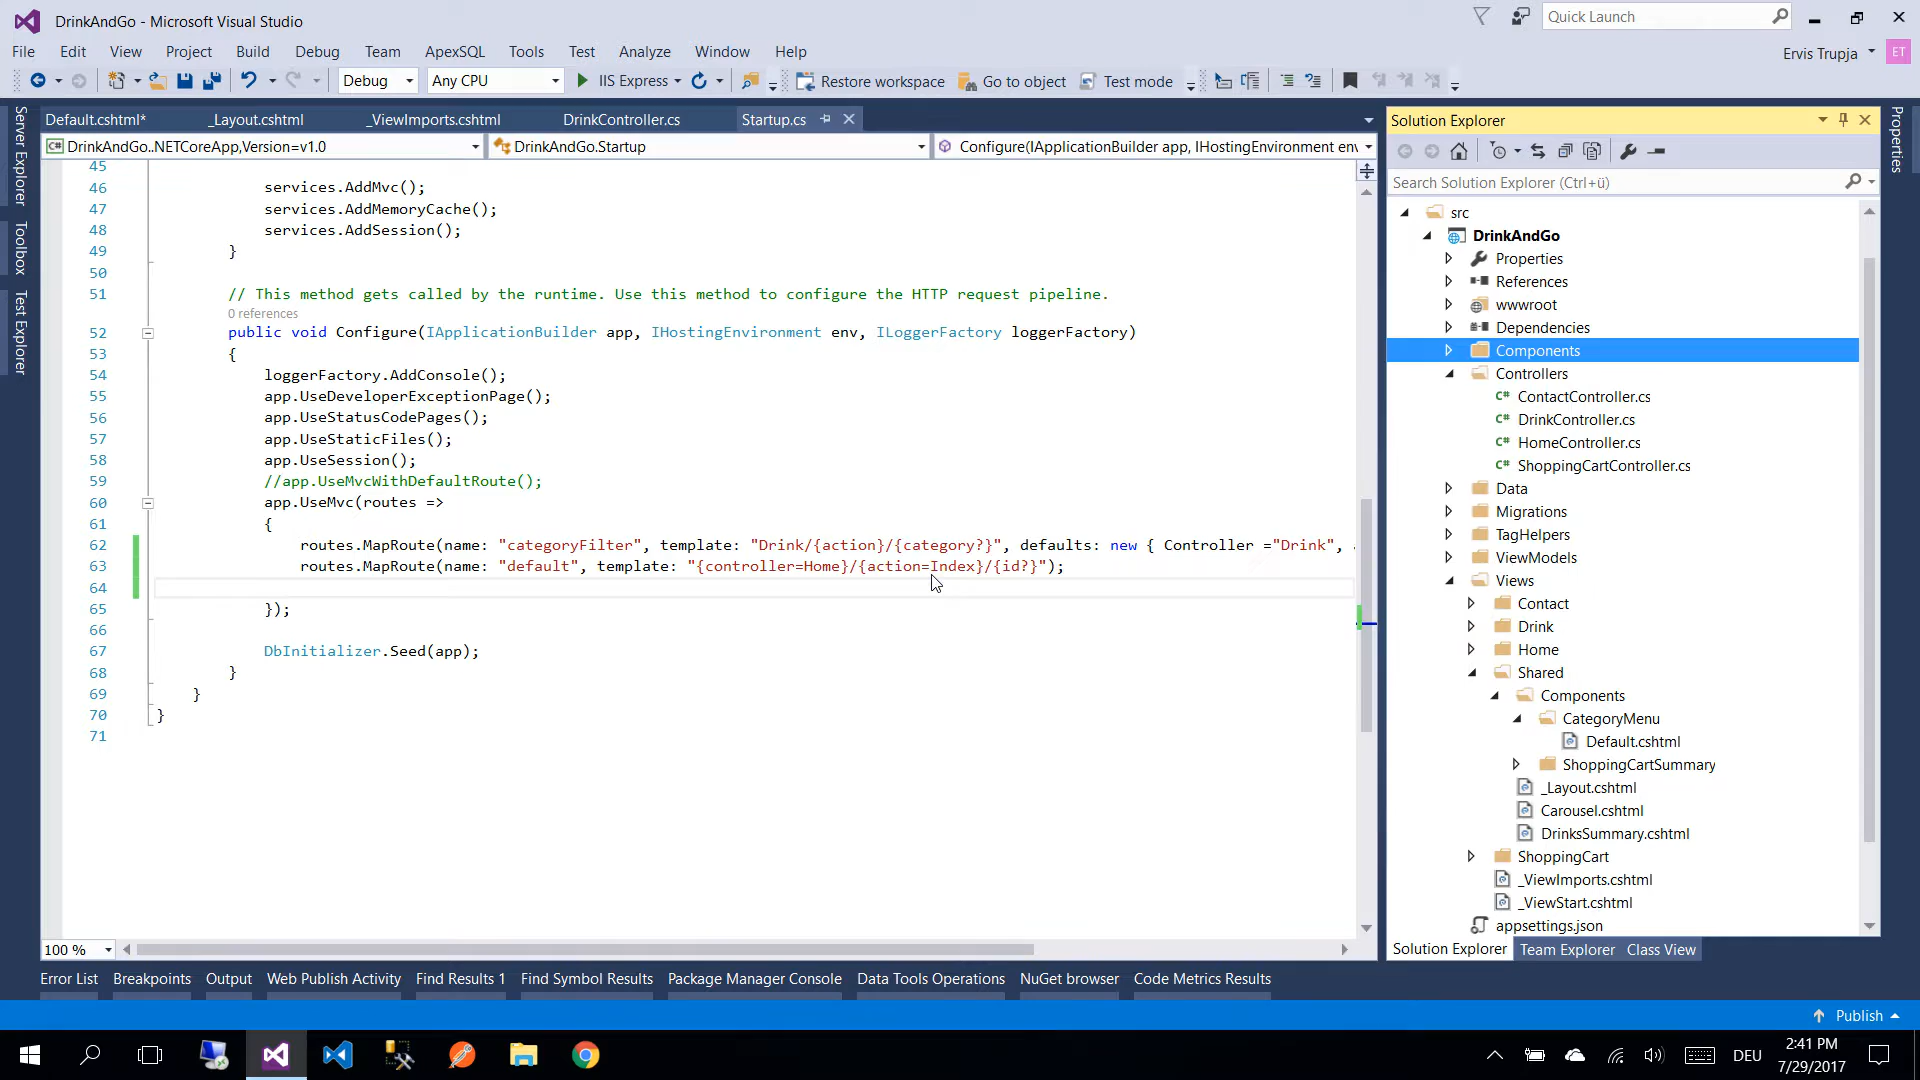 DrinkAndGo - Microsoft Visual Studio
Quick Launch
File Edit View Project Build Debug Team ApexSQL Tools Test Analyze Window Help
Ervis Trupja
ET
Debug Any CPU IIS Express Restore workspace Go to object Test mode
Server Explorer
Toolbox
Test Explorer
Default.cshtml* _Layout.cshtml _ViewImports.cshtml DrinkController.cs Startup.cs
DrinkAndGo..NETCoreApp,Version=v1.0 DrinkAndGo.Startup Configure(IApplicationBuilder app, IHostingEnvironment env
45
46 services.AddMvc();
47 services.AddMemoryCache();
48 services.AddSession();
49 }
50
51 // This method gets called by the runtime. Use this method to configure the HTTP request pipeline.
0 references
52 public void Configure(IApplicationBuilder app, IHostingEnvironment env, ILoggerFactory loggerFactory)
53 {
54 loggerFactory.AddConsole();
55 app.UseDeveloperExceptionPage();
56 app.UseStatusCodePages();
57 app.UseStaticFiles();
58 app.UseSession();
59 //app.UseMvcWithDefaultRoute();
60 app.UseMvc(routes =>
61 {
62 routes.MapRoute(name: "categoryFilter", template: "Drink/{action}/{category?}", defaults: new { Controller ="Drink",
63 routes.MapRoute(name: "default", template: "{controller=Home}/{action=Index}/{id?}");
64
65 });
66
67 DbInitializer.Seed(app);
68 }
69 }
70 }
71
100 %
Solution Explorer
Search Solution Explorer (Ctrl+ü)
src
DrinkAndGo
Properties
References
wwwroot
Dependencies
Components
Controllers
C# ContactController.cs
C# DrinkController.cs
C# HomeController.cs
C# ShoppingCartController.cs
Data
Migrations
TagHelpers
ViewModels
Views
Contact
Drink
Home
Shared
Components
CategoryMenu
Default.cshtml
ShoppingCartSummary
_Layout.cshtml
Carousel.cshtml
DrinksSummary.cshtml
ShoppingCart
_ViewImports.cshtml
_ViewStart.cshtml
appsettings.json
Solution Explorer Team Explorer Class View
Properties
Error List Breakpoints Output Web Publish Activity Find Results 1 Find Symbol Results Package Manager Console Data Tools Operations NuGet browser Code Metrics Results
Publish
DEU
2:41 PM
7/29/2017